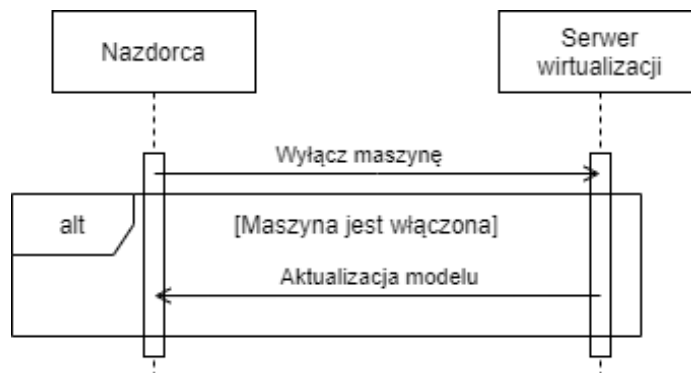 Nazdorca
Serwer
wirtualizacji
Wyłącz maszynę
alt
[Maszyna jest włączona]
Aktualizacja modelu